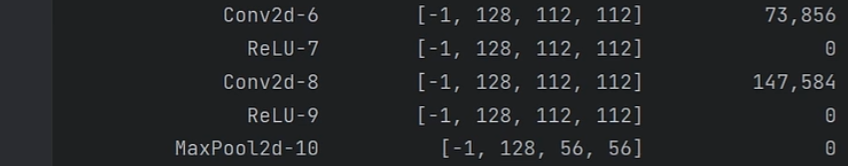 Conv2d-6 [-1, 128, 112, 112] 73,856
ReLU-7 [-1, 128, 112, 112] 0
Conv2d-8 [-1, 128, 112, 112] 147,584
ReLU-9 [-1, 128, 112, 112] 0
MaxPool2d-10 [-1, 128, 56, 56] 0